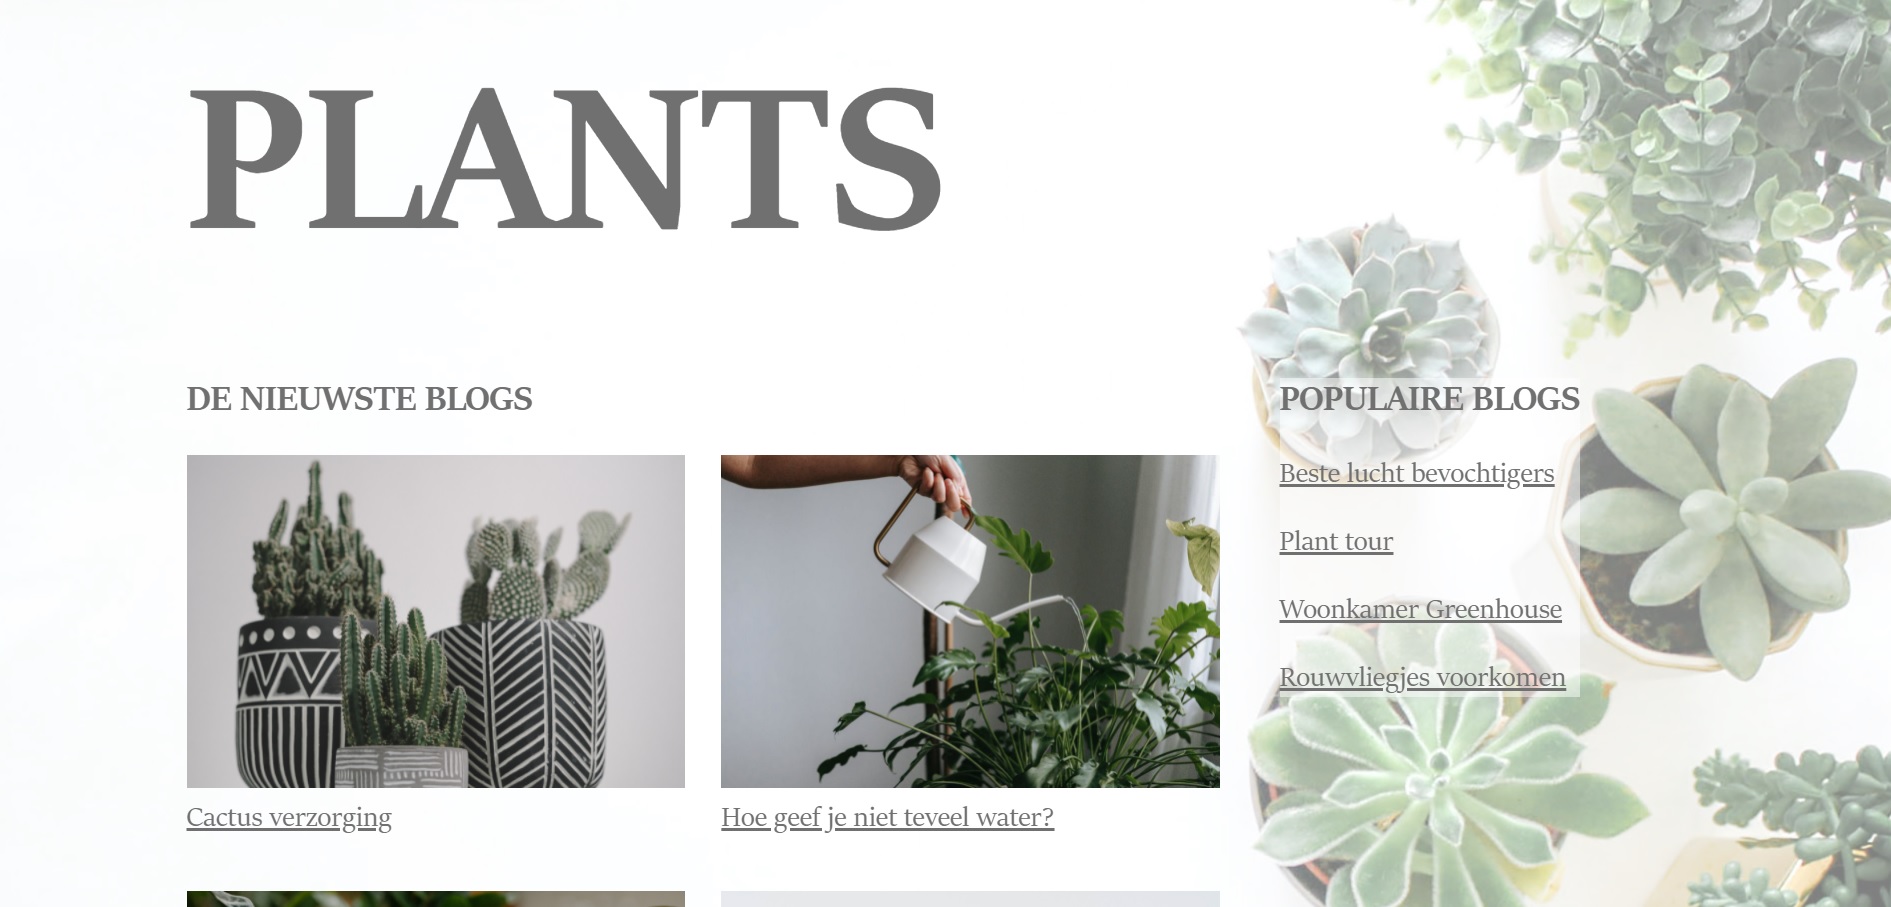 PLANTS
DE NIEUWSTE BLOGS
Cactus verzorging
Hoe geef je niet teveel water?
POPULAIRE BLOGS
Beste lucht bevochtigers
Plant tour
Woonkamer Greenhouse
Rouwvliegjes voorkomen